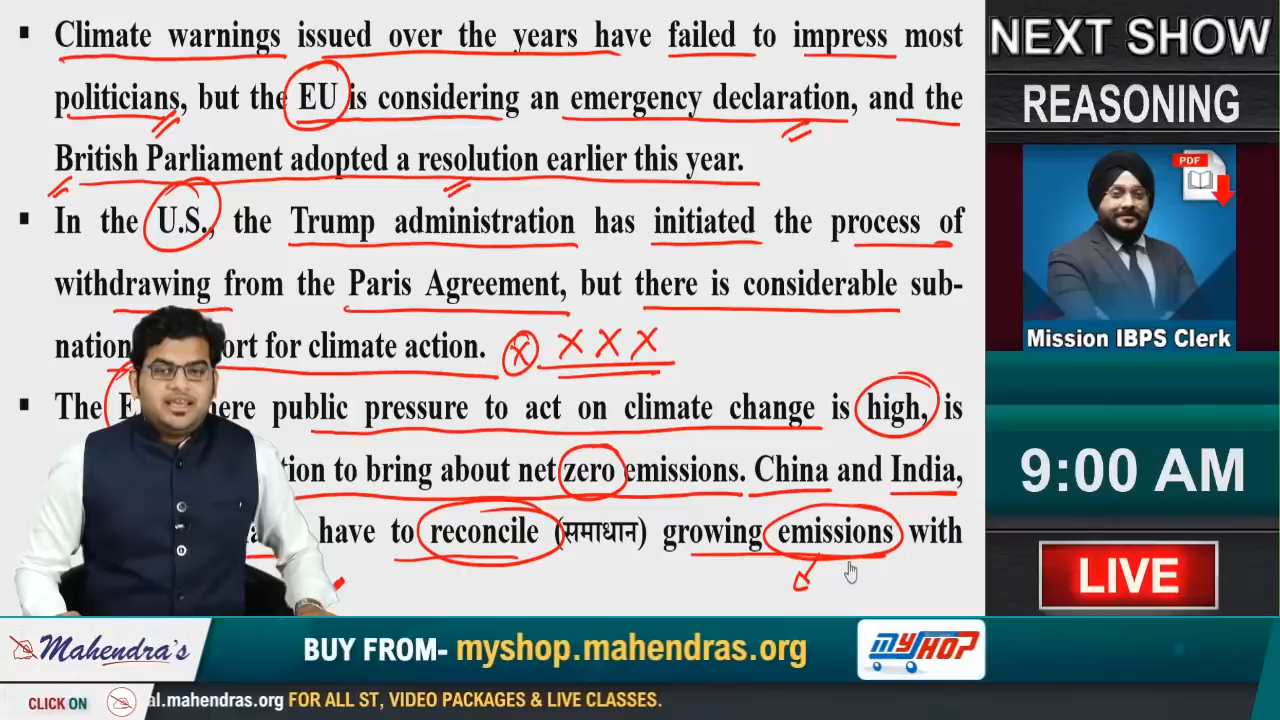 ▪ Climate warnings issued over the years have failed to impress most
politicians, but the EU is considering an emergency declaration, and the
British Parliament adopted a resolution earlier this year.
▪ In the U.S., the Trump administration has initiated the process of
withdrawing from the Paris Agreement, but there is considerable sub-
nation ort for climate action. X X X X
▪ The E ere public pressure to act on climate change is high, is
tion to bring about net zero emissions. China and India,
have to reconcile (समाधान) growing emissions with
NEXT SHOW
REASONING
PDF
Mission IBPS Clerk
9:00 AM
LIVE
Mahendra's
BUY FROM- myshop.mahendras.org
MYSHOP
CLICK ON
al.mahendras.org FOR ALL ST, VIDEO PACKAGES & LIVE CLASSES.